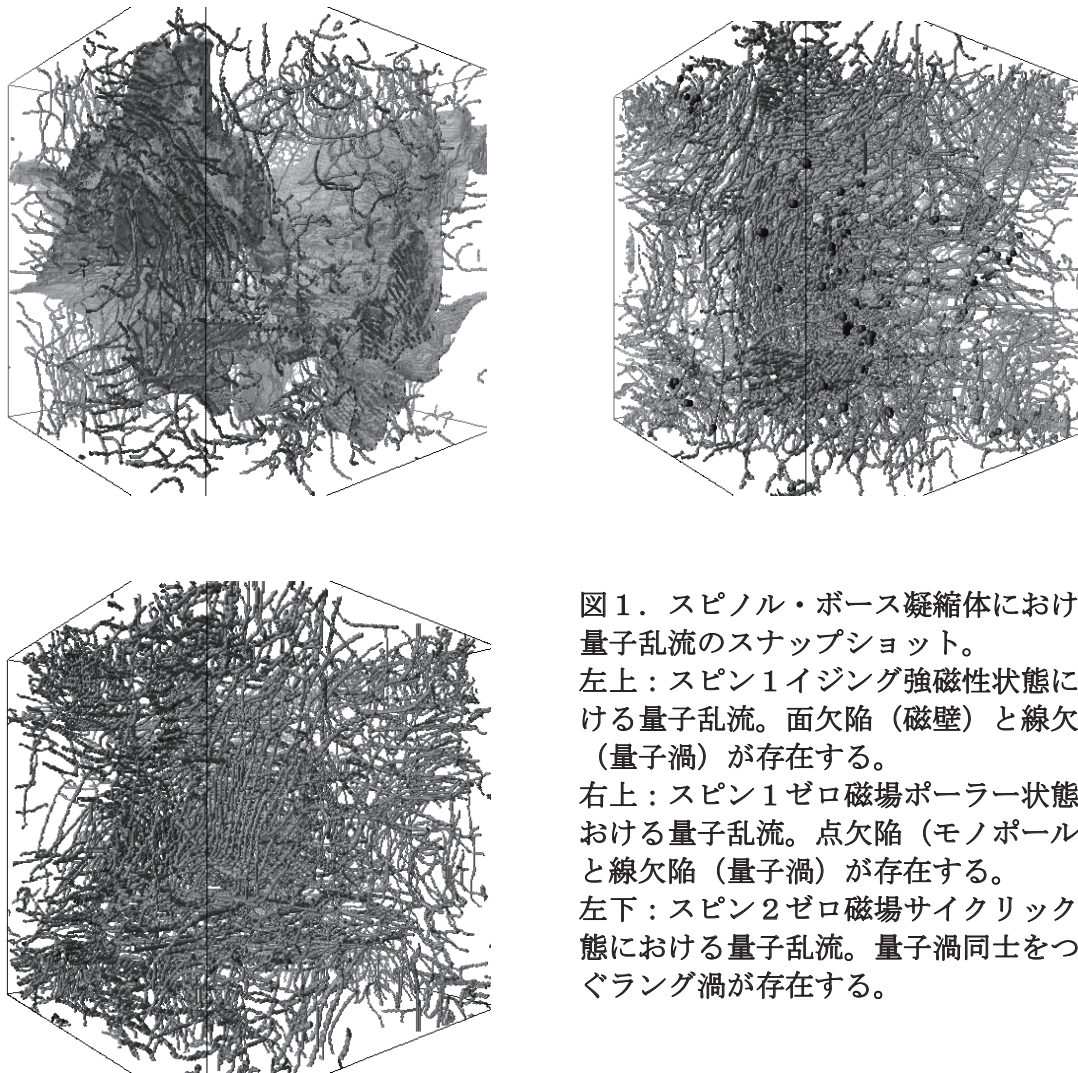 図１．スピノル・ボース凝縮体におけ
量子乱流のスナップショット。
左上：スピン１イジング強磁性状態に
ける量子乱流。面欠陥（磁壁）と線欠
（量子渦）が存在する。
右上：スピン１ゼロ磁場ポーラー状態
おける量子乱流。点欠陥（モノポール
と線欠陥（量子渦）が存在する。
左下：スピン２ゼロ磁場サイクリック
態における量子乱流。量子渦同士をつ
ぐラング渦が存在する。